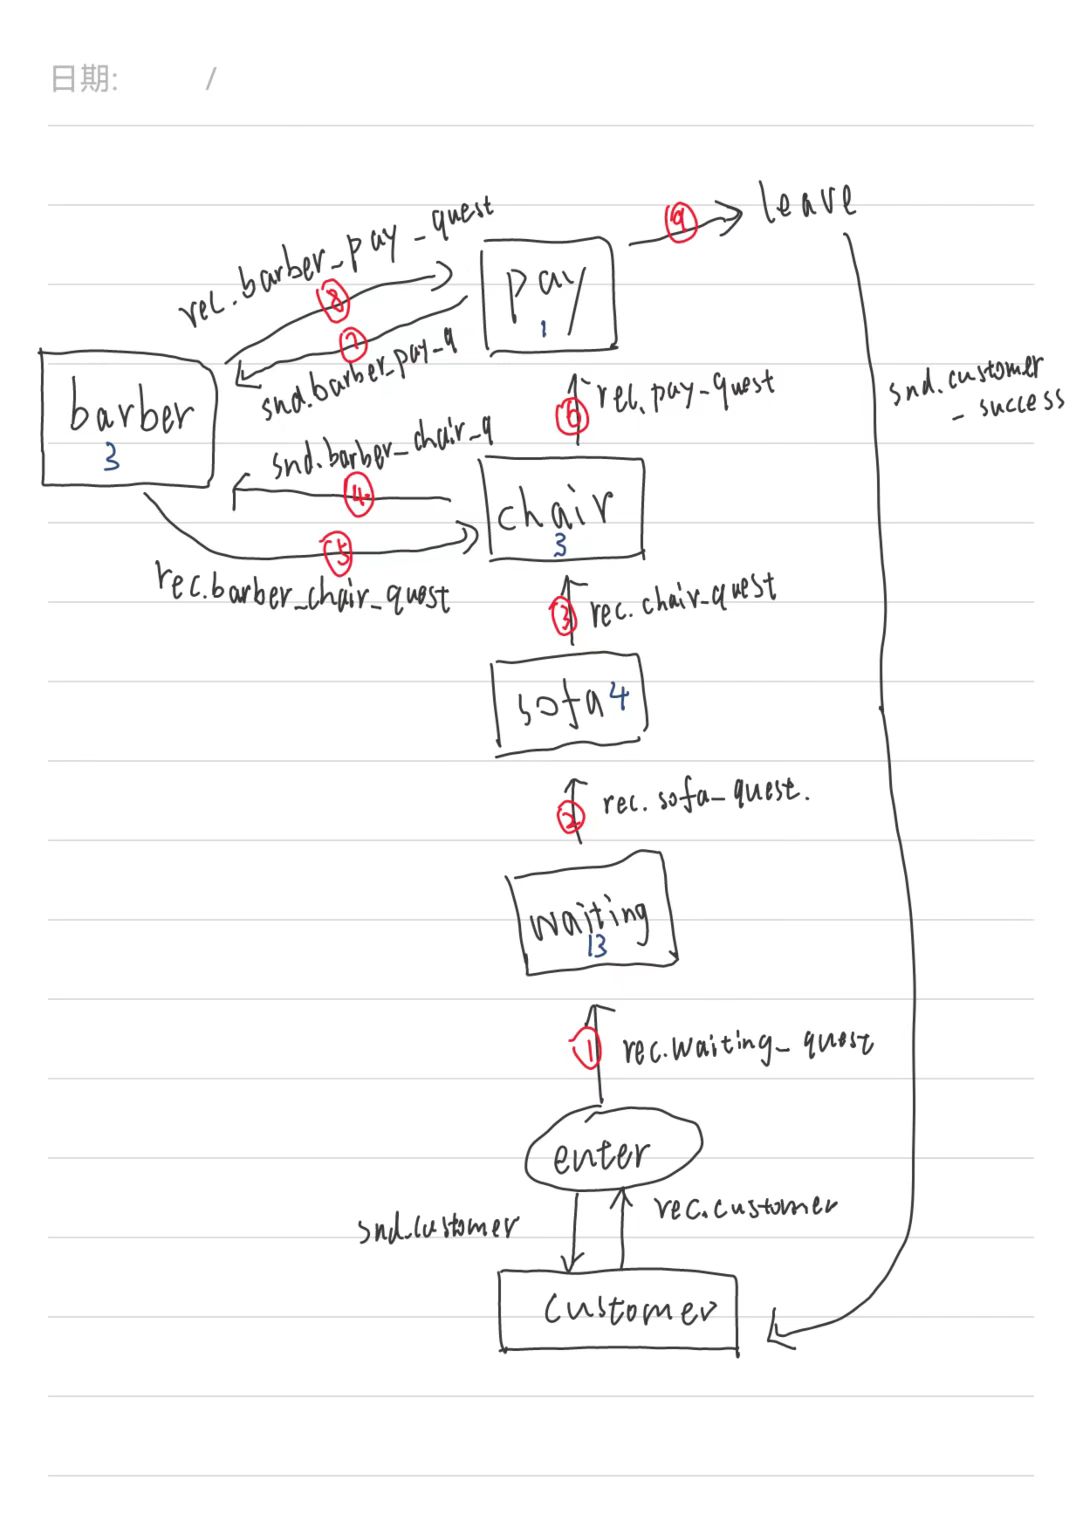 日期: /
leave
⑨
rec.barber_pay_quest
⑧
pay
1
⑦
snd.barber_pay_q
barber
3
rec.pay_quest
⑥
snd.customer
_ success
snd.barber_chair_q
④
chair
3
⑤
rec.barber_chair_quest
③
rec.chair_quest
sofa 4
②
rec.sofa_quest.
waiting
13
①
rec.waiting_quest
enter
snd.customer
rec.customer
customer